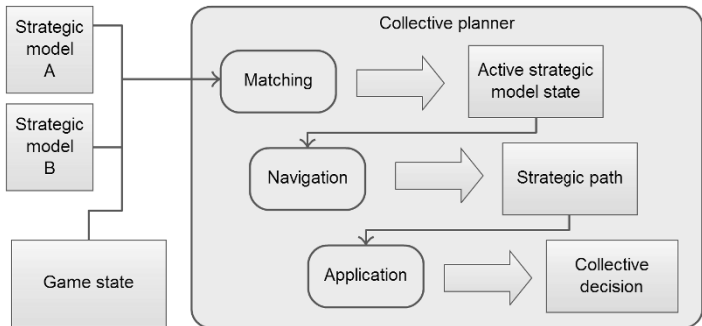 Strategic
model
A
Strategic
model
B
Game state
Collective planner
Matching
Active strategic
model state
Navigation
Strategic path
Application
Collective
decision